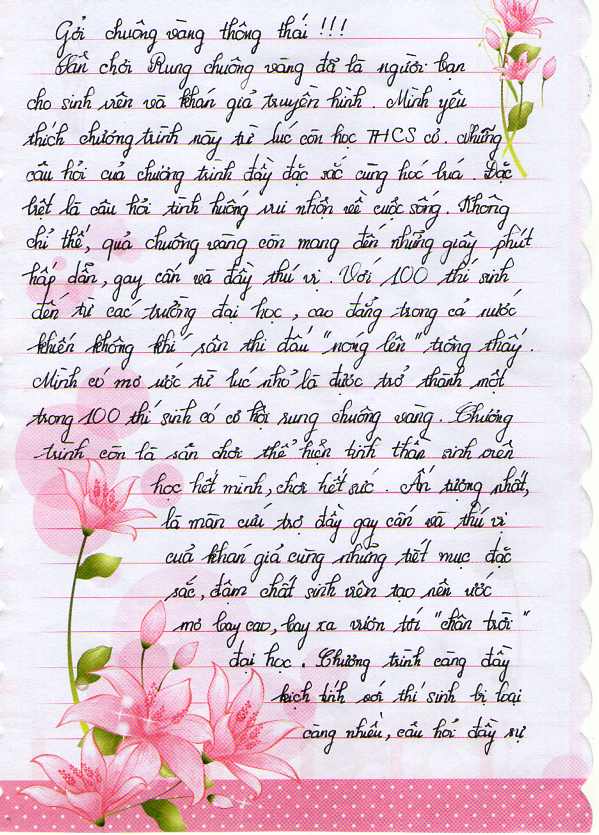 Gởi chuông vàng thông thái !!!
Sân chơi Rung chuông vàng đã là người bạn
cho sinh viên và khán giả truyền hình. Mình yêu
thích chương trình này từ lúc còn học THCS cơ. Những
câu hỏi của chương trình đầy đặc sắc cùng hóc búa. Đặc
biệt là câu hỏi tình huống vui nhộn về cuộc sống. Không
chỉ thế, quả chuông vàng còn mang đến những giây phút
hấp dẫn, gay cấn và đầy thú vị. Với 100 thí sinh
đến từ các trường đại học, cao đẳng trong cả nước
khiến không khí sân thi đấu "nóng lên" trông thấy.
Mình có mơ ước từ lúc nhỏ là được trở thành một
trong 100 thí sinh có cơ hội rung chuông vàng. Chương
trình còn là sân chơi thể hiện tinh thần sinh viên
học hết mình, chơi hết sức. Ấn tượng nhất,
là màn cứu trợ đầy gay cấn và thú vị
của khán giả cùng những tiết mục đặc
sắc, đậm chất sinh viên tạo nên ước
mơ bay cao, bay xa vươn tới "chân trời"
đại học. Chương trình càng đầy
kịch tính với thí sinh bị loại
càng nhiều, câu hỏi đầy sự